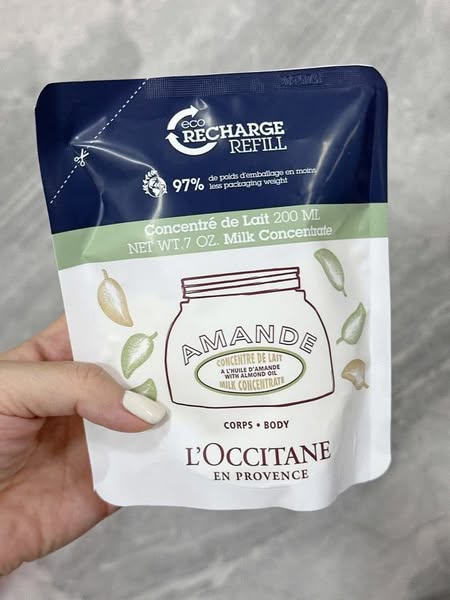 eco
RECHARGE
REFILL
97% de poids d'emballage en moins
less packaging weight
Concentré de Lait 200 ML
NET WT.7 OZ. Milk Concentrate
AMANDE
CONCENTRE DE LAIT
A L'HUILE D'AMANDE
WITH ALMOND OIL
MILK CONCENTRATE
CORPS • BODY
L'OCCITANE
EN PROVENCE